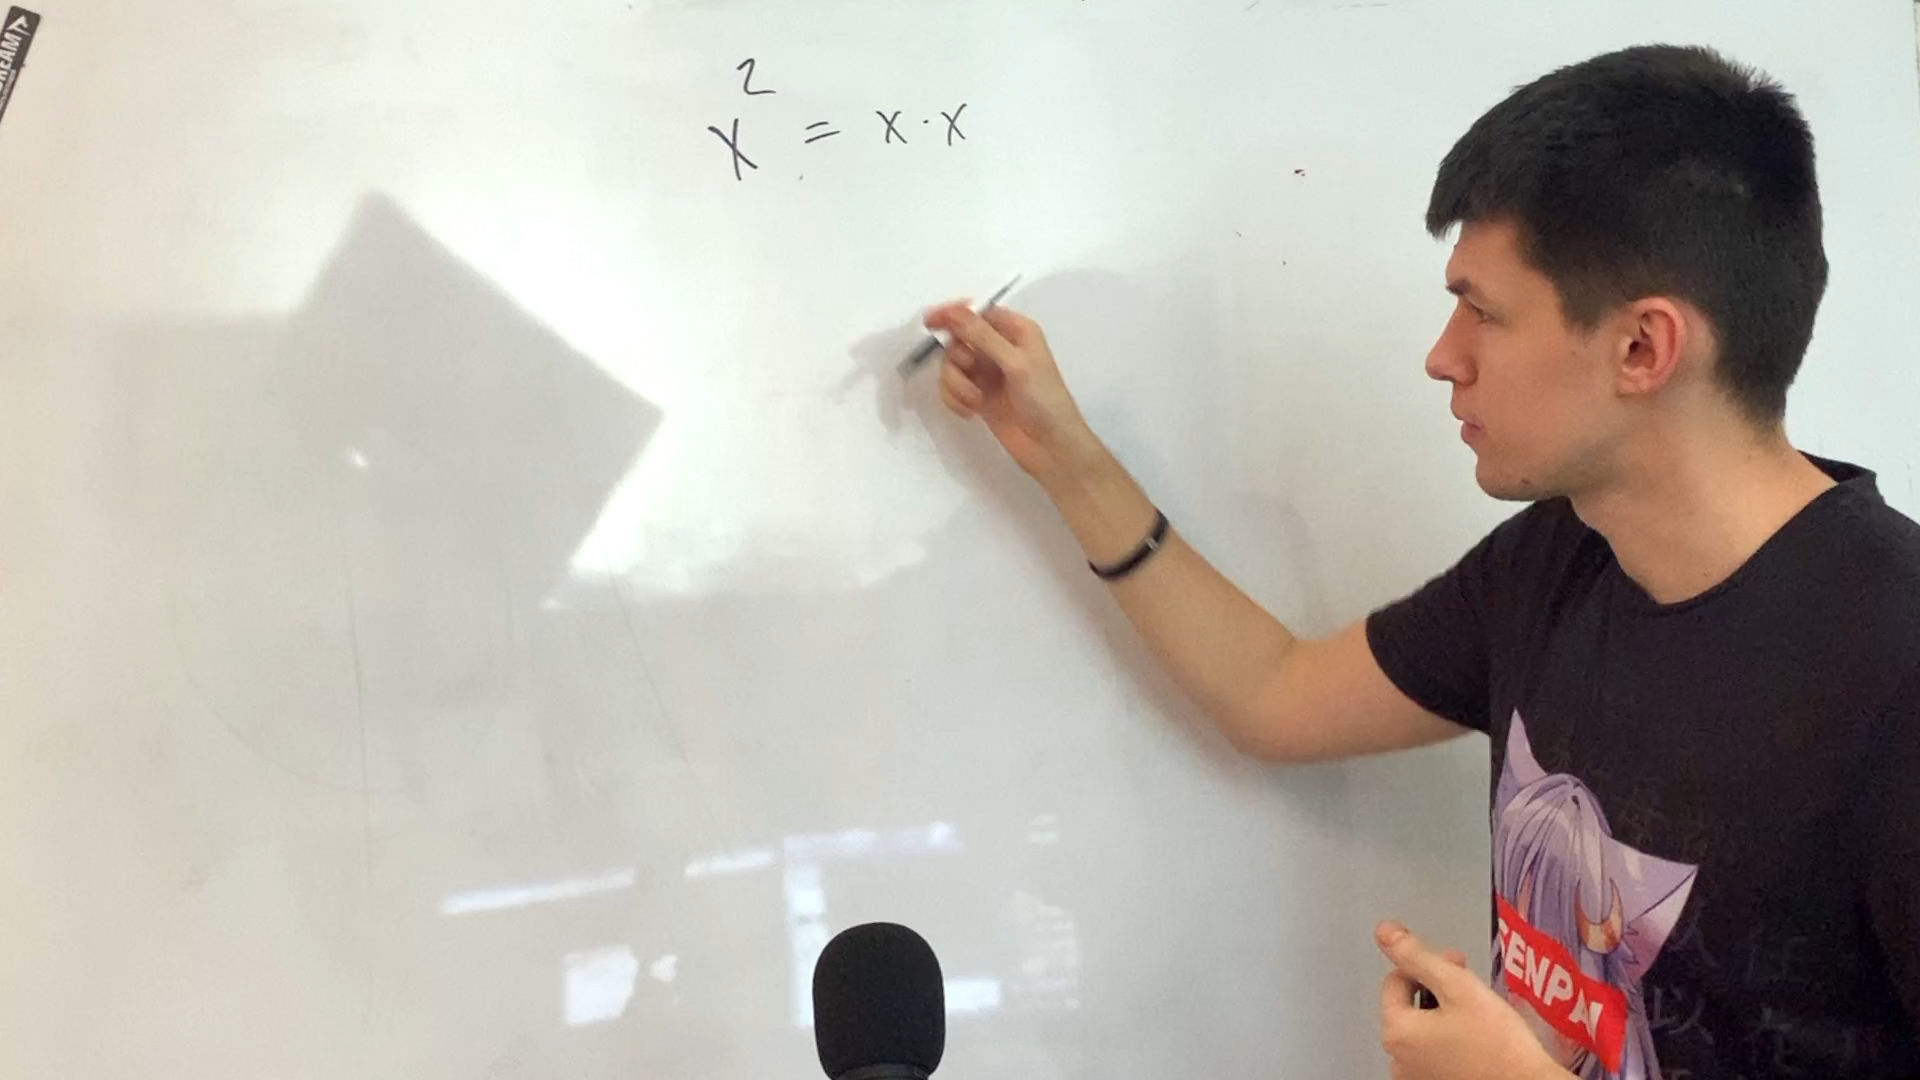 x² = x · x
SENPAI